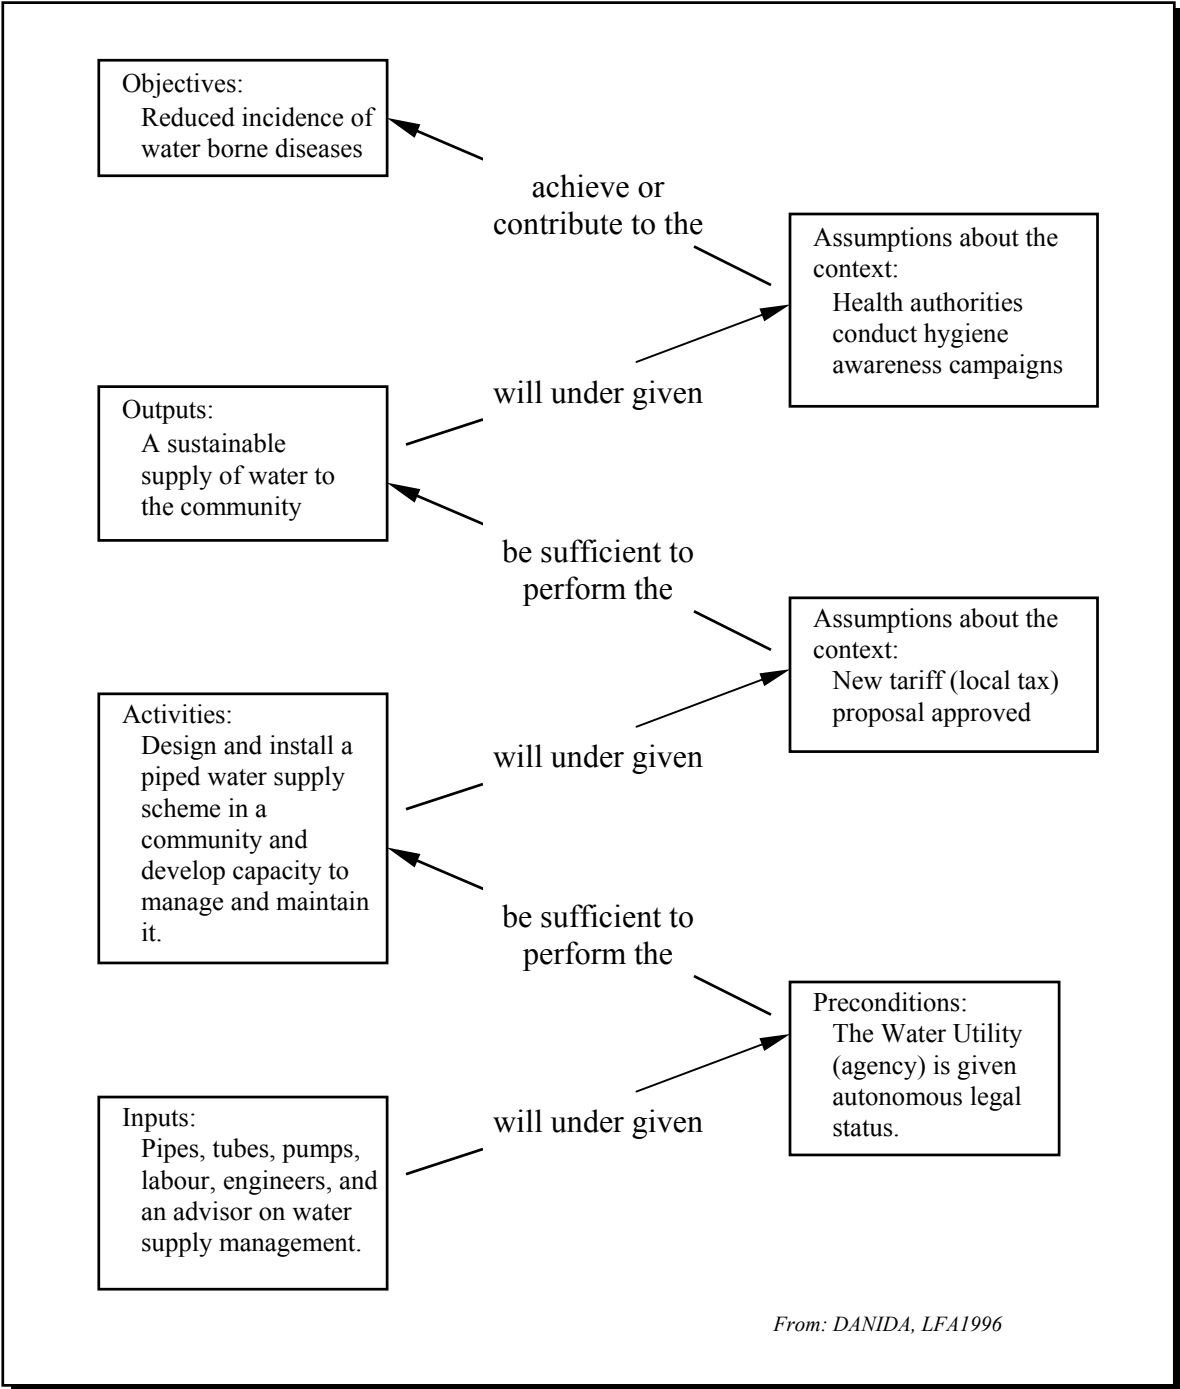 Objectives:
Reduced incidence of
water borne diseases
achieve or
contribute to the
Assumptions about the
context:
Health authorities
conduct hygiene
awareness campaigns
will under given
Outputs:
A sustainable
supply of water to
the community
be sufficient to
perform the
Assumptions about the
context:
New tariff (local tax)
proposal approved
will under given
Activities:
Design and install a
piped water supply
scheme in a
community and
develop capacity to
manage and maintain
it.
be sufficient to
perform the
Preconditions:
The Water Utility
(agency) is given
autonomous legal
status.
will under given
Inputs:
Pipes, tubes, pumps,
labour, engineers, and
an advisor on water
supply management.
From: DANIDA, LFA1996